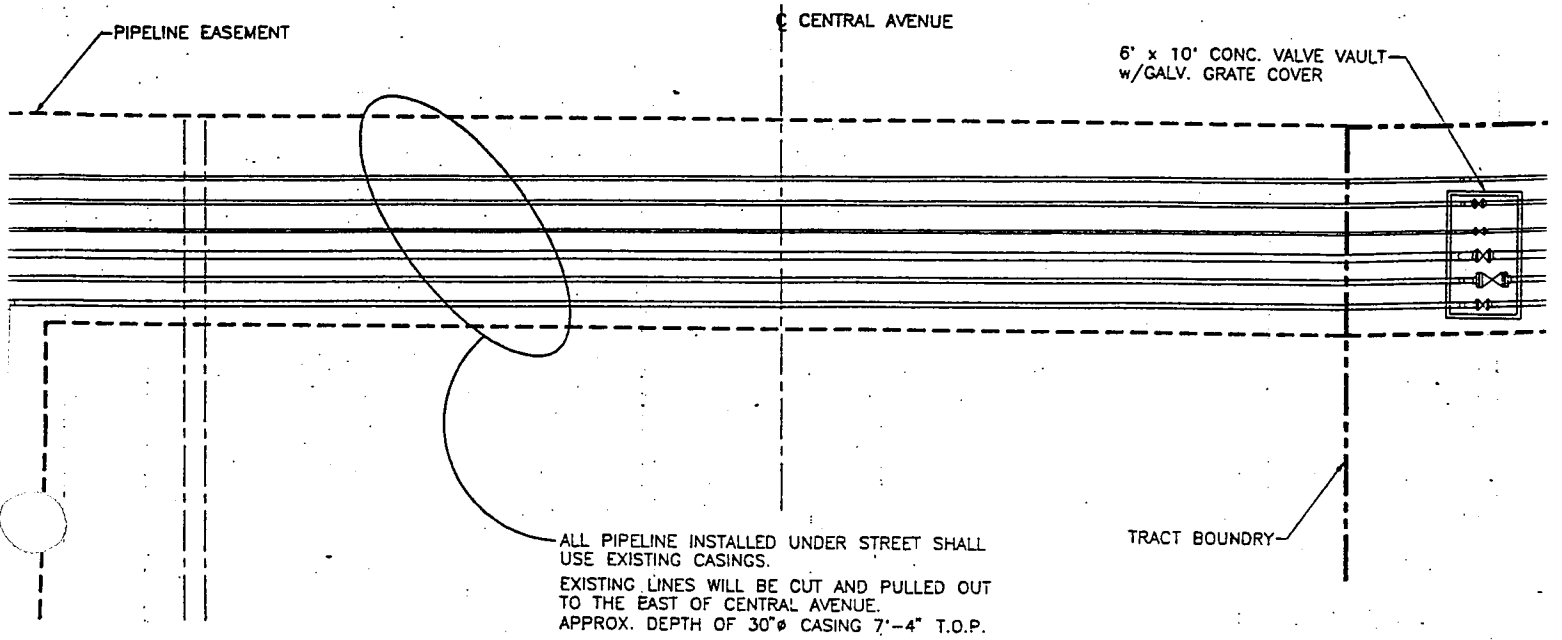 ℄ CENTRAL AVENUE
PIPELINE EASEMENT
6' x 10' CONC. VALVE VAULT
w/GALV. GRATE COVER
ALL PIPELINE INSTALLED UNDER STREET SHALL
USE EXISTING CASINGS.
EXISTING LINES WILL BE CUT AND PULLED OUT
TO THE EAST OF CENTRAL AVENUE.
APPROX. DEPTH OF 30"ø CASING 7'-4" T.O.P.
TRACT BOUNDRY